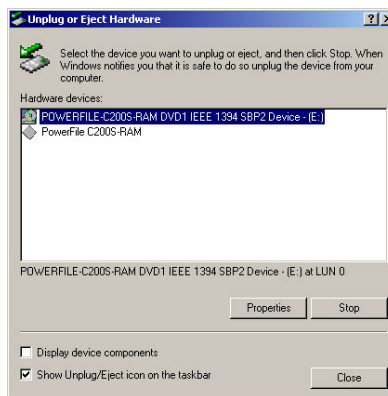 Unplug or Eject Hardware
Select the device you want to unplug or eject, and then click Stop. When
Windows notifies you that it is safe to do so unplug the device from your
computer.
Hardware devices:
POWERFILE-C200S-RAM DVD1 IEEE 1394 SBP2 Device - (E:)
PowerFile C200S-RAM
POWERFILE-C200S-RAM DVD1 IEEE 1394 SBP2 Device - (E:) at LUN 0
Properties Stop
Display device components
Show Unplug/Eject icon on the taskbar
Close